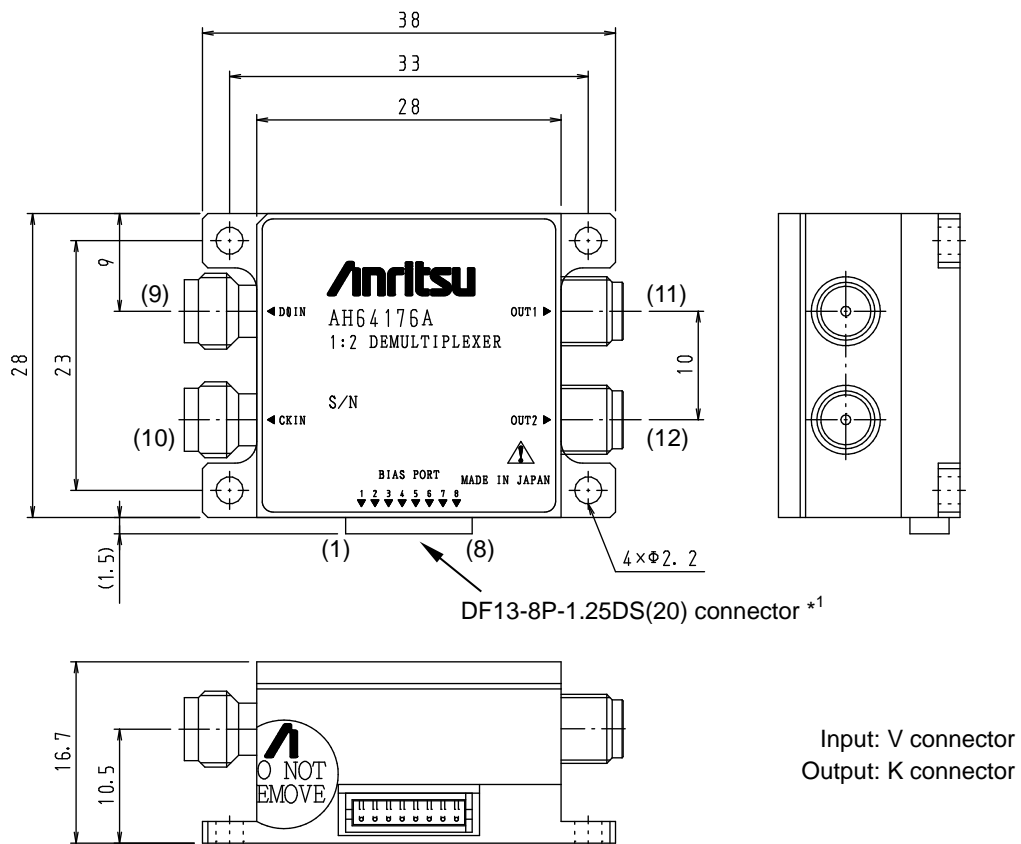 38
33
28
9
28
23
10
(9)
(10)
(11)
(12)
Anritsu
AH64176A
1:2 DEMULTIPLEXER
◄DQIN
OUT1►
S/N
◄CKIN
OUT2►
BIAS PORT
MADE IN JAPAN
1 2 3 4 5 6 7 8
(1.5)
(1)
(8)
4×Φ2.2
DF13-8P-1.25DS(20) connector *1
16.7
10.5
O NOT
EMOVE
Input: V connector
Output: K connector